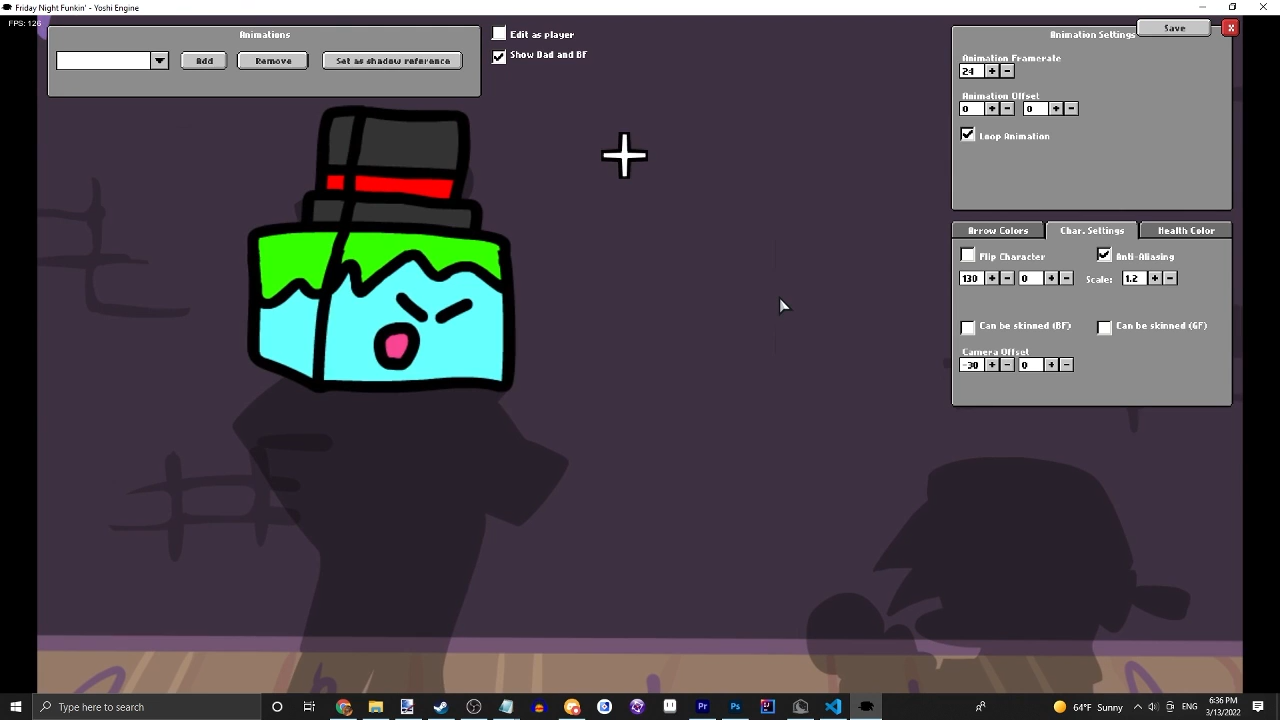 Friday Night Funkin' - Yoshi Engine
FPS: 126
Animations
Add
Remove
Set as shadow reference
Edit as player
Show Dad and BF
Save
x
Animation Settings
Animation Framerate
24 + -
Animation Offset
0 + - 0 + -
Loop Animation
Arrow Colors
Char. Settings
Health Color
Flip Character
Anti-Aliasing
130 + - 0 + -
Scale: 1.2 + -
Can be skinned (BF)
Can be skinned (GF)
Camera Offset
-30 + - 0 + -
Type here to search
Pr
Ps
64°F Sunny
ENG
6:36 PM
3/13/2022